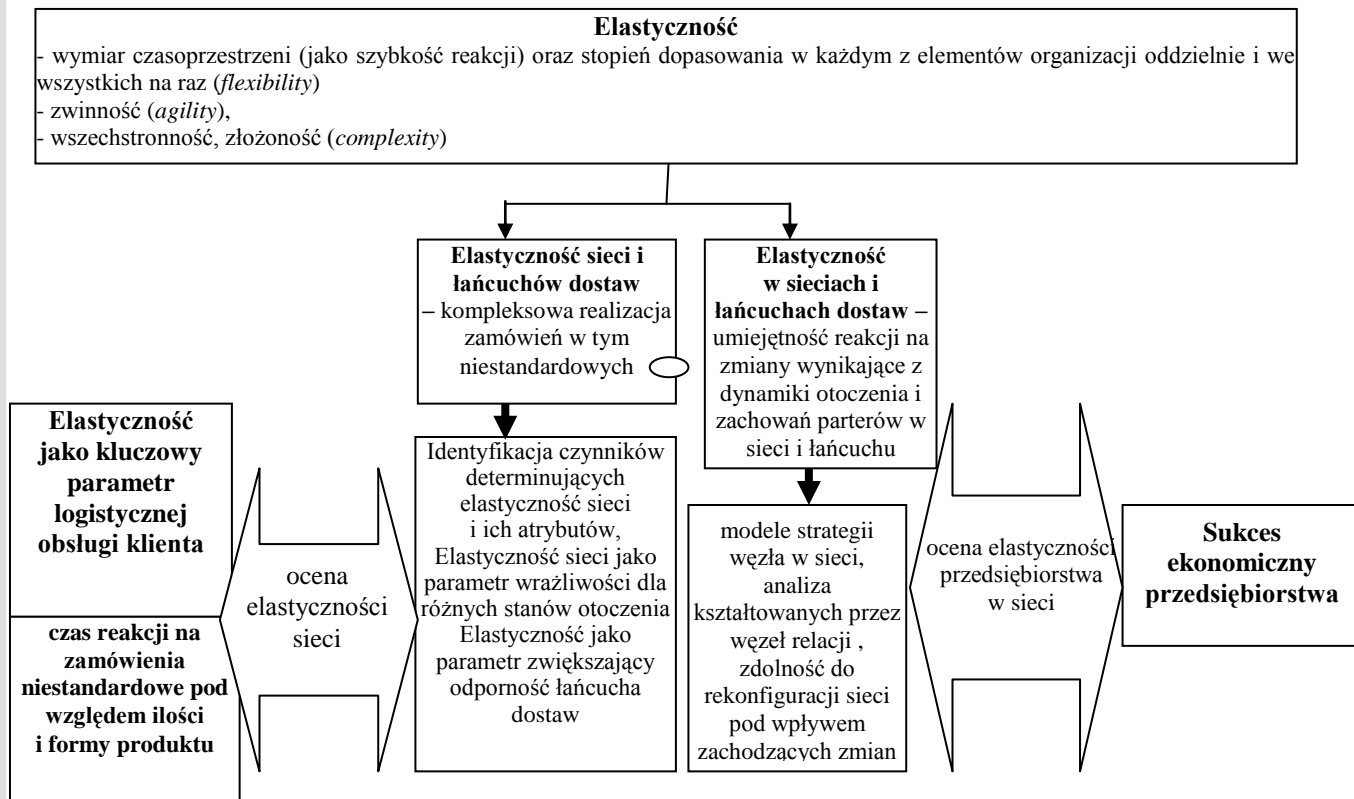 Elastyczność
- wymiar czasoprzestrzeni (jako szybkość reakcji) oraz stopień dopasowania w każdym z elementów organizacji oddzielnie i we
wszystkich na raz (flexibility)
- zwinność (agility),
- wszechstronność, złożoność (complexity)
Elastyczność sieci i
łańcuchów dostaw
– kompleksowa realizacja
zamówień w tym
niestandardowych
Elastyczność
w sieciach i
łańcuchach dostaw –
umiejętność reakcji na
zmiany wynikające z
dynamiki otoczenia i
zachowań parterów w
sieci i łańcuchu
Elastyczność
jako kluczowy
parametr
logistycznej
obsługi klienta
czas reakcji na
zamówienia
niestandardowe pod
względem ilości
i formy produktu
ocena
elastyczności
sieci
Identyfikacja czynników
determinujących
elastyczność sieci
i ich atrybutów,
Elastyczność sieci jako
parametr wrażliwości dla
różnych stanów otoczenia
Elastyczność jako
parametr zwiększający
odporność łańcucha
dostaw
modele strategii
węzła w sieci,
analiza
kształtowanych przez
węzeł relacji ,
zdolność do
rekonfiguracji sieci
pod wpływem
zachodzących zmian
ocena elastyczności
przedsiębiorstwa
w sieci
Sukces
ekonomiczny
przedsiębiorstwa